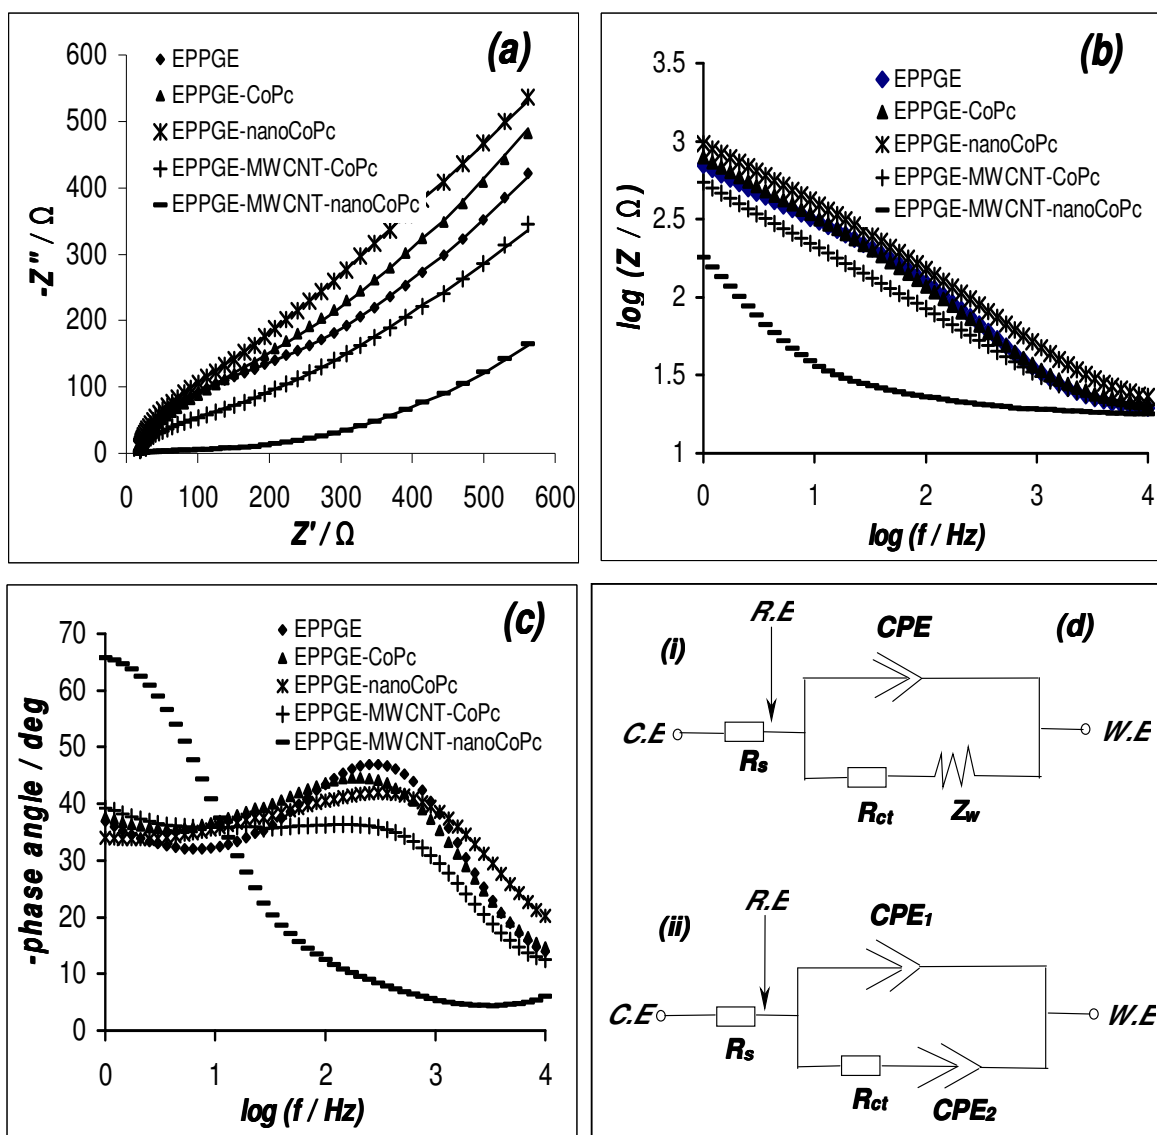 (a)
600
500
400
300
200
100
0
-Z" / Ω
EPPGE
EPPGE-CoPc
EPPGE-nanoCoPc
EPPGE-MWCNT-CoPc
EPPGE-MWCNT-nanoCoPc
0 100 200 300 400 500 600
Z' / Ω
(b)
3.5
3
2.5
2
1.5
1
log (Z / Ω)
EPPGE
EPPGE-CoPc
EPPGE-nanoCoPc
EPPGE-MWCNT-CoPc
EPPGE-MWCNT-nanoCoPc
0 1 2 3 4
log (f / Hz)
(c)
70
60
50
40
30
20
10
0
-phase angle / deg
EPPGE
EPPGE-CoPc
EPPGE-nanoCoPc
EPPGE-MWCNT-CoPc
EPPGE-MWCNT-nanoCoPc
0 1 2 3 4
log (f / Hz)
(d)
(i)
R.E
CPE
C.E
Rs
Rct
Zw
W.E
(ii)
R.E
CPE1
C.E
Rs
Rct
CPE2
W.E